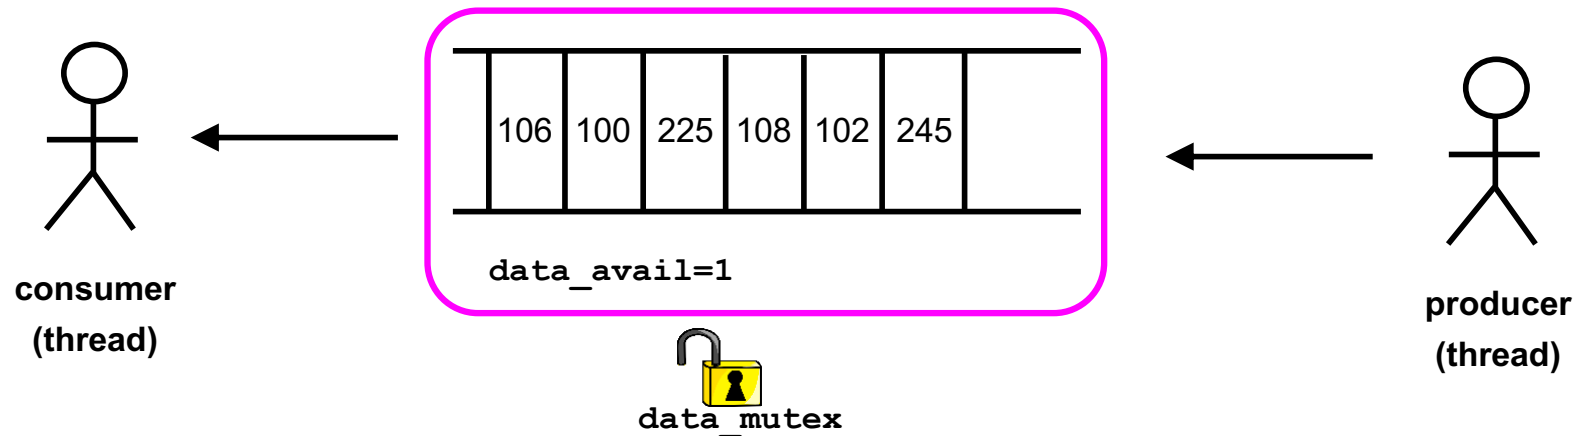 106 100 225 108 102 245
data_avail=1
consumer
(thread)
producer
(thread)
data_mutex